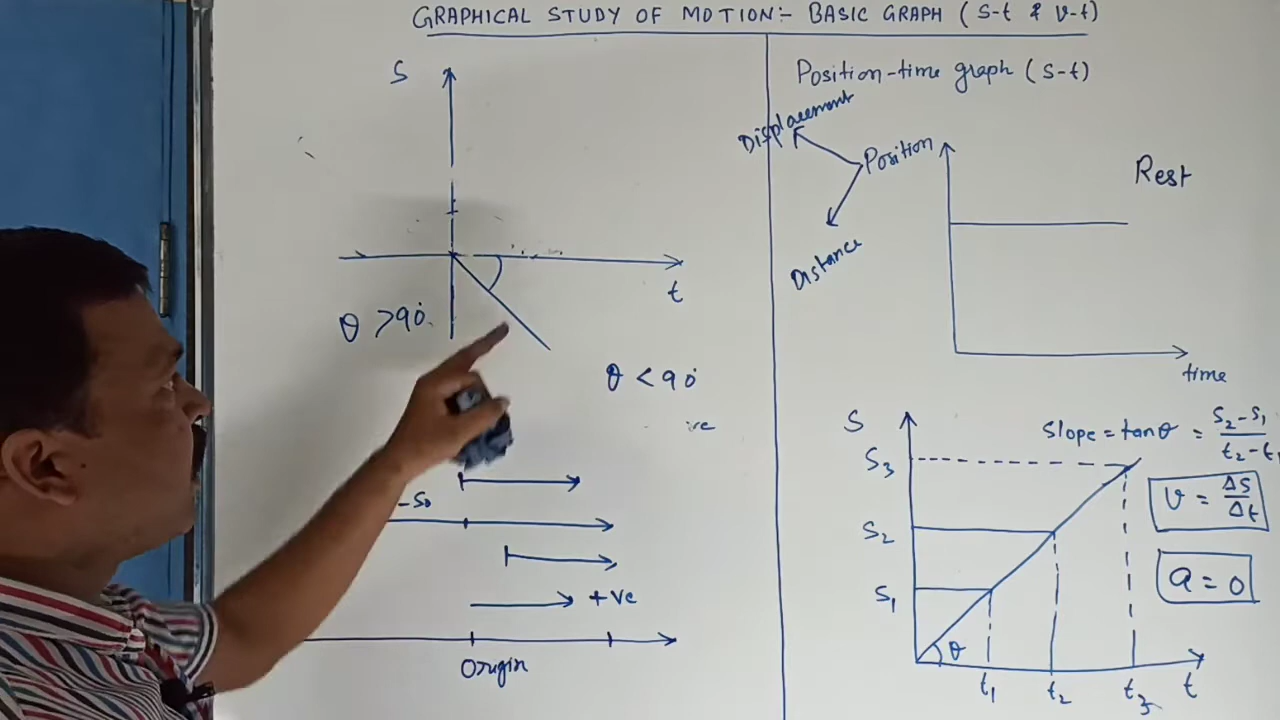 GRAPHICAL STUDY OF MOTION:- BASIC GRAPH (S-t & v-t)
S
t
θ > 90°
θ < 90°
-S₀
+ve
Origin
Position-time graph (S-t)
Displacement
Position
Distance
Rest
time
S
S₃
S₂
S₁
θ
t₁
t₂
t₃
t
Slope = tanθ = S₂-S₁ / t₂-t₁
v = ΔS / Δt
a = 0